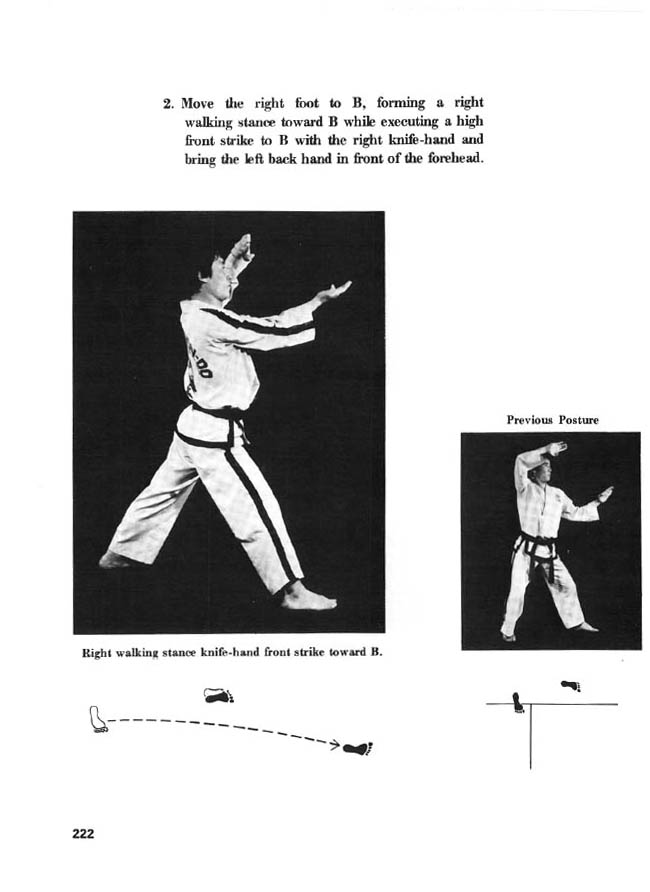 2. Move the right foot to B, forming a right
walking stance toward B while executing a high
front strike to B with the right knife-hand and
bring the left back hand in front of the forehead.
Previous Posture
Right walking stance knife-hand front strike toward B.
222